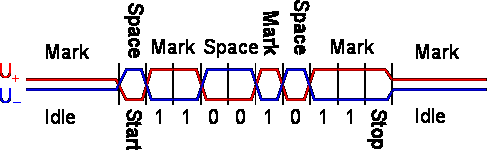 Mark Space Mark Space Mark Space Mark Mark
U+
U−
Idle Start 1 1 0 0 1 0 1 1 Stop Idle